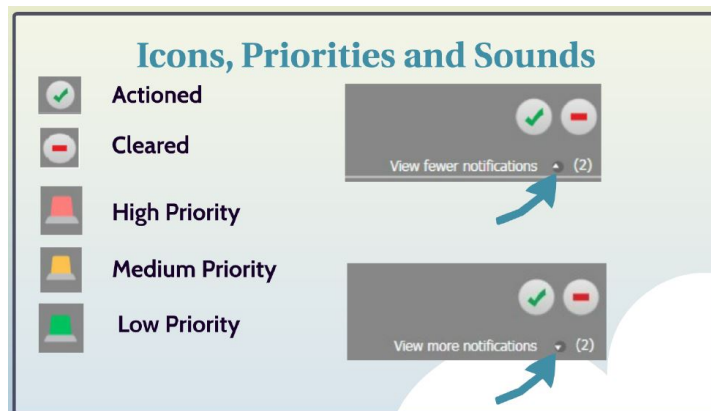 Icons, Priorities and Sounds
Actioned
Cleared
High Priority
Medium Priority
Low Priority
View fewer notifications (2)
View more notifications (2)